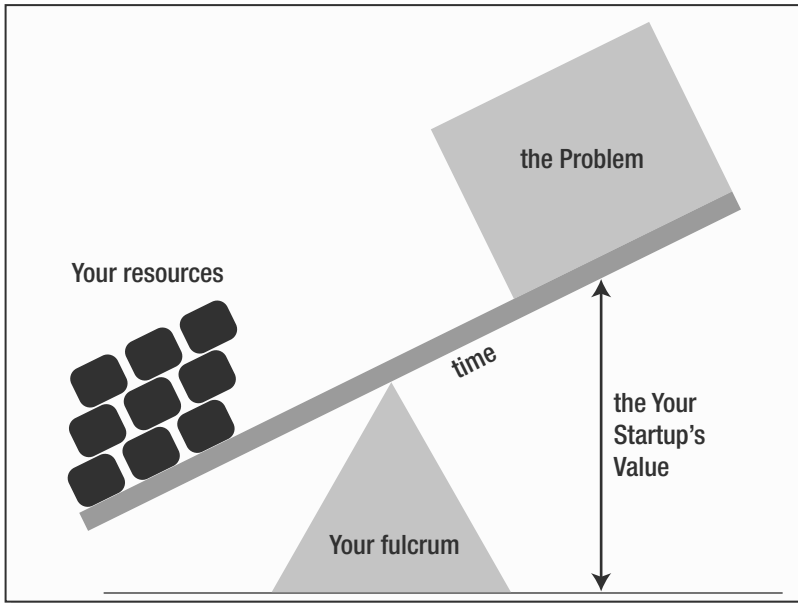 the Problem
Your resources
time
the Your
Startup's
Value
Your fulcrum